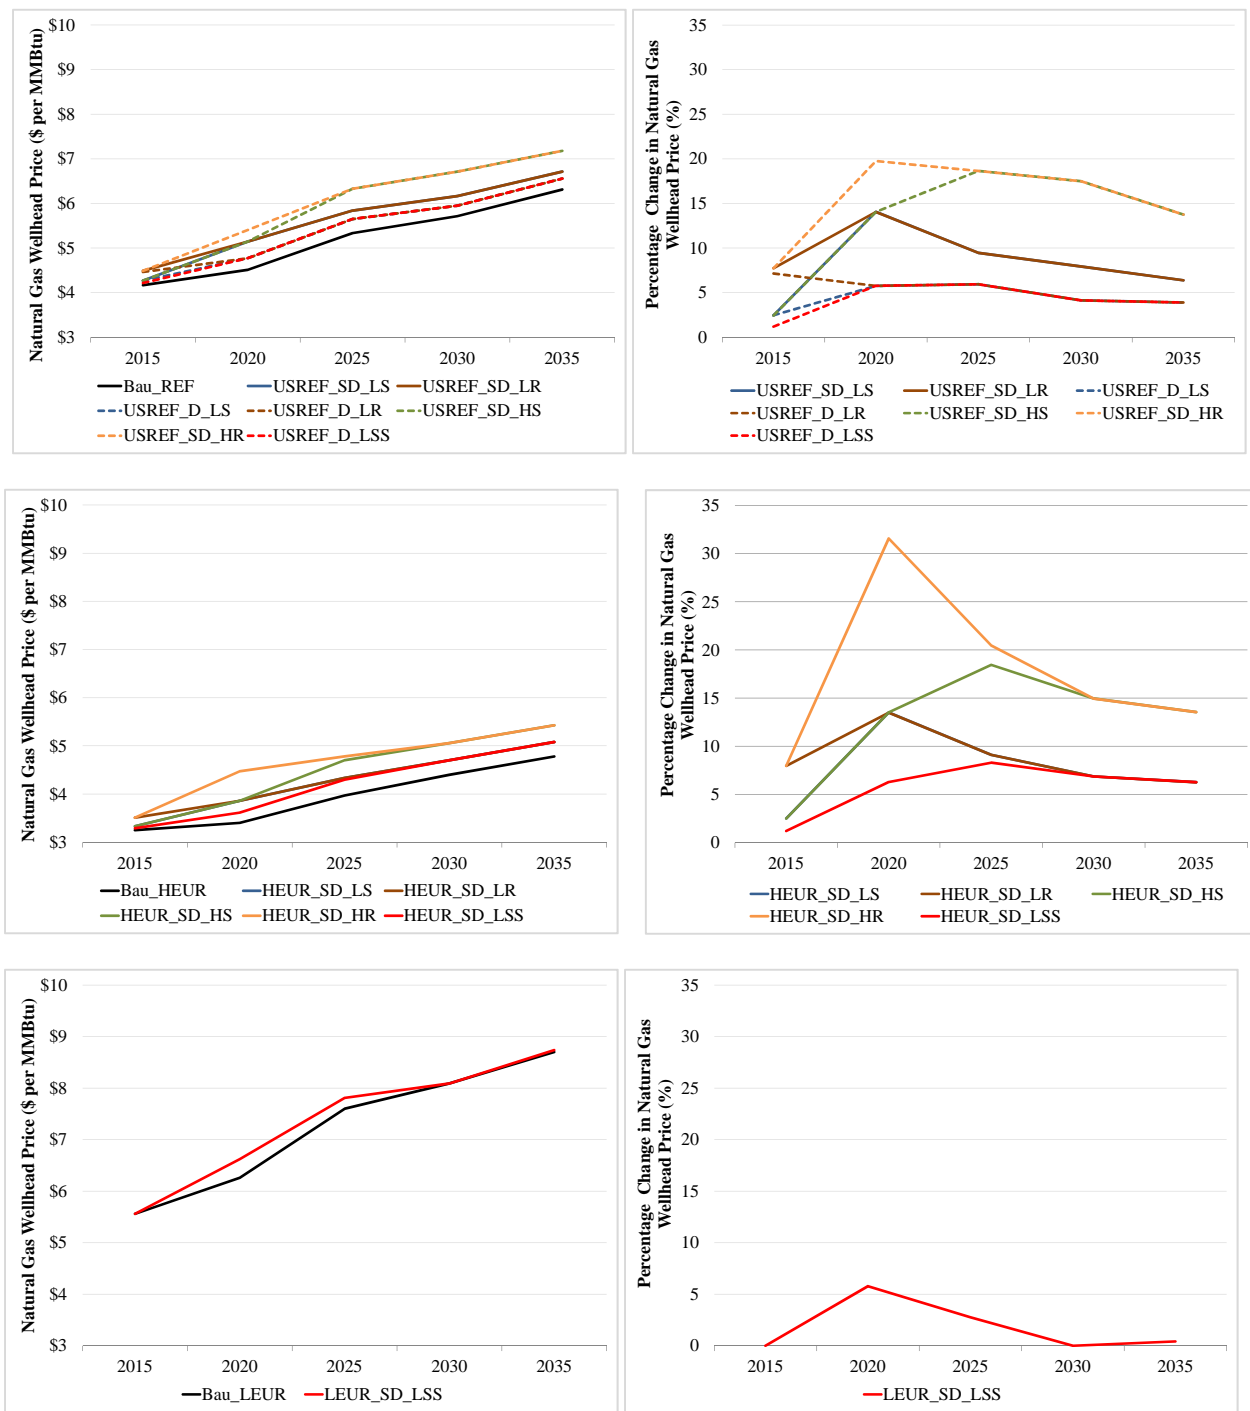 Natural Gas Wellhead Price ($ per MMBtu)
$10
$9
$8
$7
$6
$5
$4
$3
2015 2020 2025 2030 2035
Bau_REF USREF_SD_LS USREF_SD_LR
USREF_D_LS USREF_D_LR USREF_SD_HS
USREF_SD_HR USREF_D_LSS
Percentage Change in Natural Gas
Wellhead Price (%)
35
30
25
20
15
10
5
0
2015 2020 2025 2030 2035
USREF_SD_LS USREF_SD_LR USREF_D_LS
USREF_D_LR USREF_SD_HS USREF_SD_HR
USREF_D_LSS
Natural Gas Wellhead Price ($ per MMBtu)
$10
$9
$8
$7
$6
$5
$4
$3
2015 2020 2025 2030 2035
Bau_HEUR HEUR_SD_LS HEUR_SD_LR
HEUR_SD_HS HEUR_SD_HR HEUR_SD_LSS
Percentage Change in Natural Gas
Wellhead Price (%)
35
30
25
20
15
10
5
0
2015 2020 2025 2030 2035
HEUR_SD_LS HEUR_SD_LR HEUR_SD_HS
HEUR_SD_HR HEUR_SD_LSS
Natural Gas Wellhead Price ($ per MMBtu)
$10
$9
$8
$7
$6
$5
$4
$3
2015 2020 2025 2030 2035
Bau_LEUR LEUR_SD_LSS
Percentage Change in Natural Gas
Wellhead Price (%)
35
30
25
20
15
10
5
0
2015 2020 2025 2030 2035
LEUR_SD_LSS